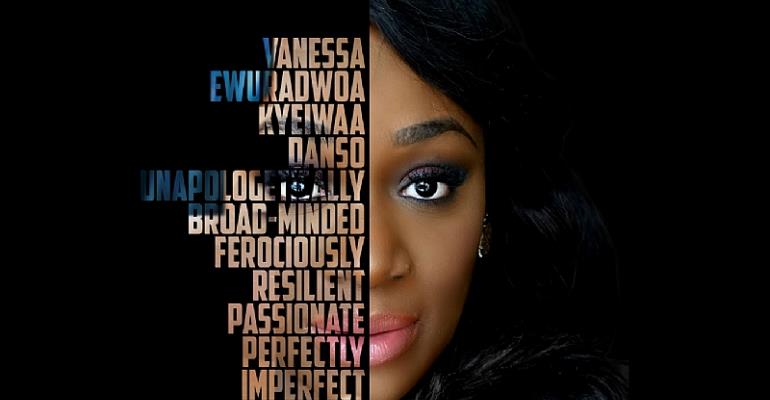 VANESSA
EWURADWOA
KYEIWAA
DANSO
UNAPOLOGETICALLY
BROAD-MINDED
FEROCIOUSLY
RESILIENT
PASSIONATE
PERFECTLY
IMPERFECT